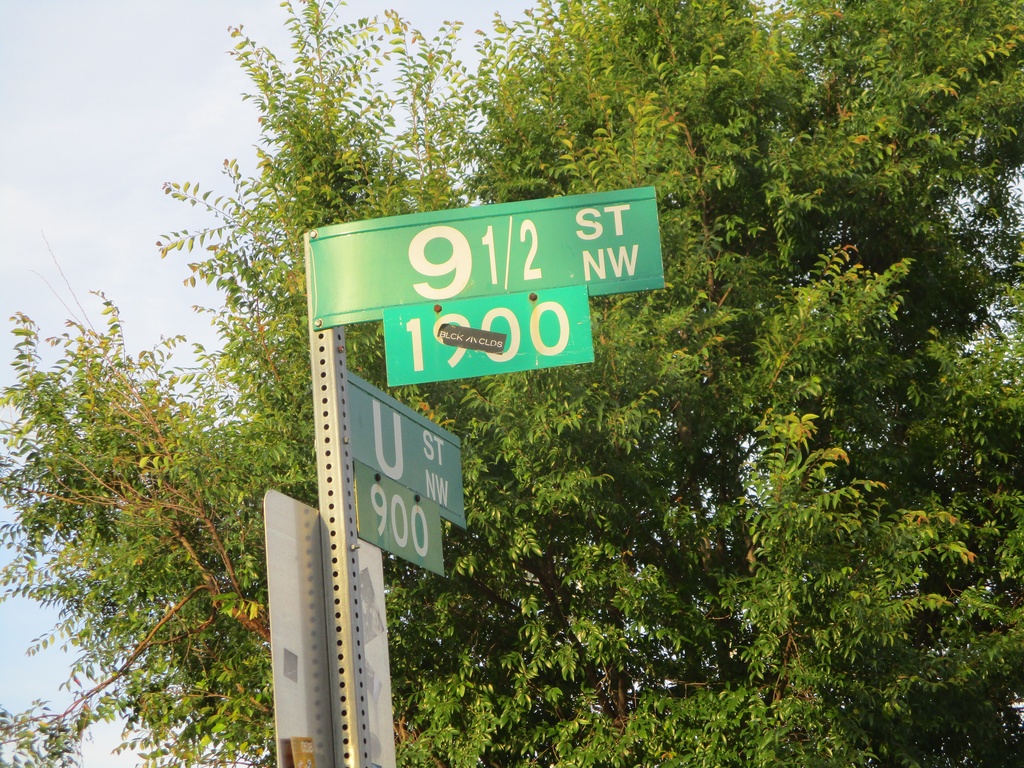 9 1/2 ST
NW
1900
BLCK /\\ CLDS
U ST
NW
900